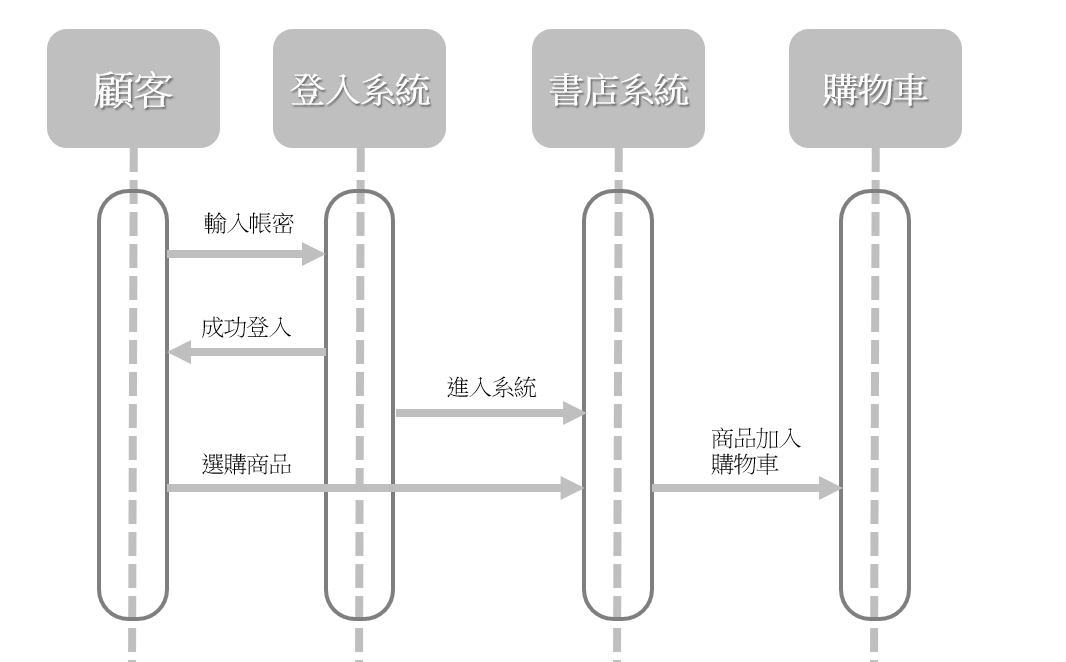 顧客
登入系統
書店系統
購物車
輸入帳密
成功登入
進入系統
商品加入
購物車
選購商品